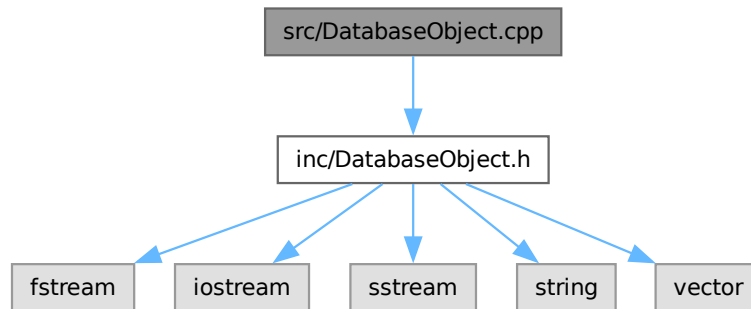 src/DatabaseObject.cpp
inc/DatabaseObject.h
fstream
iostream
sstream
string
vector